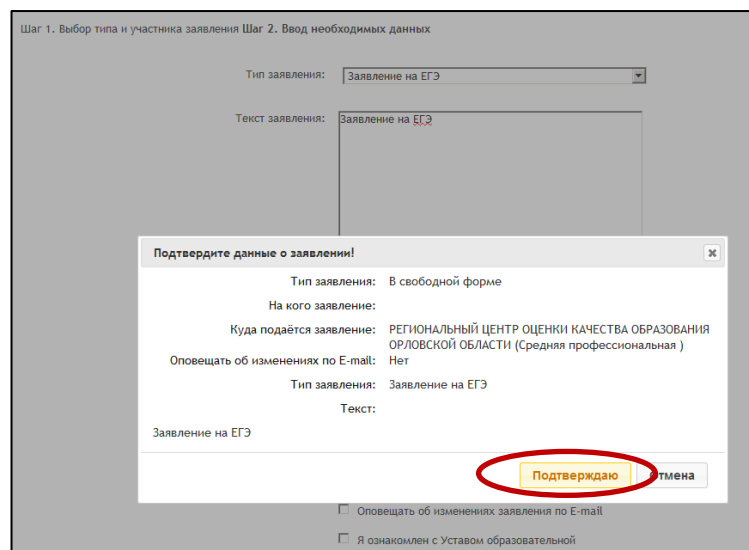 Шаг 1. Выбор типа и участника заявления Шаг 2. Ввод необходимых данных
Тип заявления: Заявление на ЕГЭ
Текст заявления: Заявление на ЕГЭ
Подтвердите данные о заявлении!
Тип заявления: В свободной форме
На кого заявление:
Куда подаётся заявление: РЕГИОНАЛЬНЫЙ ЦЕНТР ОЦЕНКИ КАЧЕСТВА ОБРАЗОВАНИЯ
ОРЛОВСКОЙ ОБЛАСТИ (Средняя профессиональная )
Оповещать об изменениях по E-mail: Нет
Тип заявления: Заявление на ЕГЭ
Текст:
Заявление на ЕГЭ
Подтверждаю Отмена
Оповещать об изменениях заявления по E-mail
Я ознакомлен с Уставом образовательной